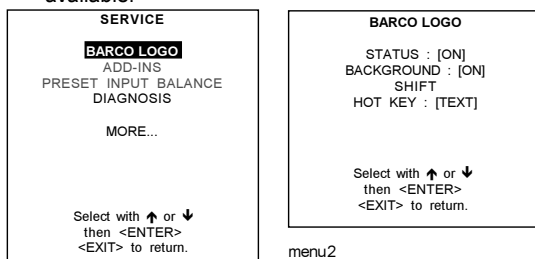 available.
SERVICE
BARCO LOGO
ADD-INS
PRESET INPUT BALANCE
DIAGNOSIS
MORE...
Select with ↑ or ↓
then <ENTER>
<EXIT> to return.
BARCO LOGO
STATUS : [ON]
BACKGROUND : [ON]
SHIFT
HOT KEY : [TEXT]
Select with ↑ or ↓
then <ENTER>
<EXIT> to return.
menu2